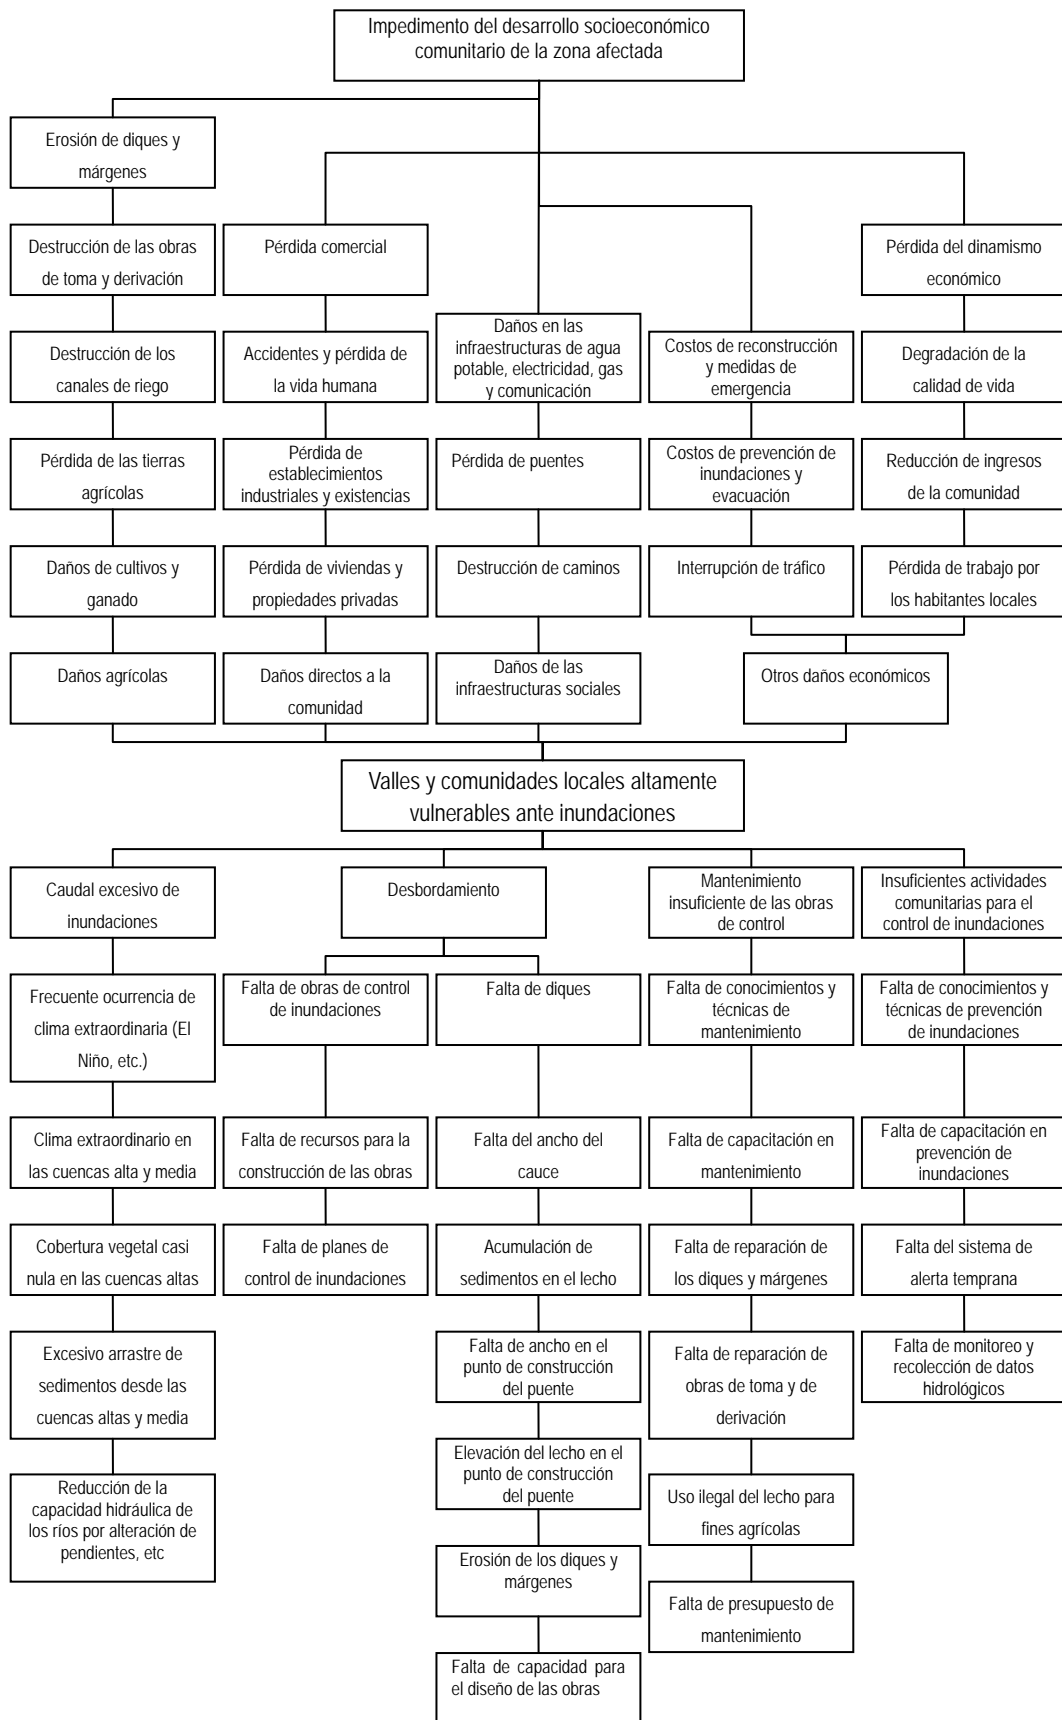 Impedimento del desarrollo socioeconómico
comunitario de la zona afectada
Erosión de diques y
márgenes
Destrucción de las obras
de toma y derivación
Pérdida comercial
Pérdida del dinamismo
económico
Destrucción de los
canales de riego
Accidentes y pérdida de
la vida humana
Daños en las
infraestructuras de agua
potable, electricidad, gas
y comunicación
Costos de reconstrucción
y medidas de
emergencia
Degradación de la
calidad de vida
Pérdida de las tierras
agrícolas
Pérdida de
establecimientos
industriales y existencias
Pérdida de puentes
Costos de prevención de
inundaciones y
evacuación
Reducción de ingresos
de la comunidad
Daños de cultivos y
ganado
Pérdida de viviendas y
propiedades privadas
Destrucción de caminos
Interrupción de tráfico
Pérdida de trabajo por
los habitantes locales
Daños agrícolas
Daños directos a la
comunidad
Daños de las
infraestructuras sociales
Otros daños económicos
Valles y comunidades locales altamente
vulnerables ante inundaciones
Caudal excesivo de
inundaciones
Desbordamiento
Mantenimiento
insuficiente de las obras
de control
Insuficientes actividades
comunitarias para el
control de inundaciones
Frecuente ocurrencia de
clima extraordinaria (El
Niño, etc.)
Falta de obras de control
de inundaciones
Falta de diques
Falta de conocimientos y
técnicas de
mantenimiento
Falta de conocimientos y
técnicas de prevención
de inundaciones
Clima extraordinario en
las cuencas alta y media
Falta de recursos para la
construcción de las obras
Falta del ancho del
cauce
Falta de capacitación en
mantenimiento
Falta de capacitación en
prevención de
inundaciones
Cobertura vegetal casi
nula en las cuencas altas
Falta de planes de
control de inundaciones
Acumulación de
sedimentos en el lecho
Falta de reparación de
los diques y márgenes
Falta del sistema de
alerta temprana
Excesivo arrastre de
sedimentos desde las
cuencas altas y media
Falta de ancho en el
punto de construcción
del puente
Falta de reparación de
obras de toma y de
derivación
Falta de monitoreo y
recolección de datos
hidrológicos
Reducción de la
capacidad hidráulica de
los ríos por alteración de
pendientes, etc
Elevación del lecho en el
punto de construcción
del puente
Uso ilegal del lecho para
fines agrícolas
Erosión de los diques y
márgenes
Falta de presupuesto de
mantenimiento
Falta de capacidad para
el diseño de las obras